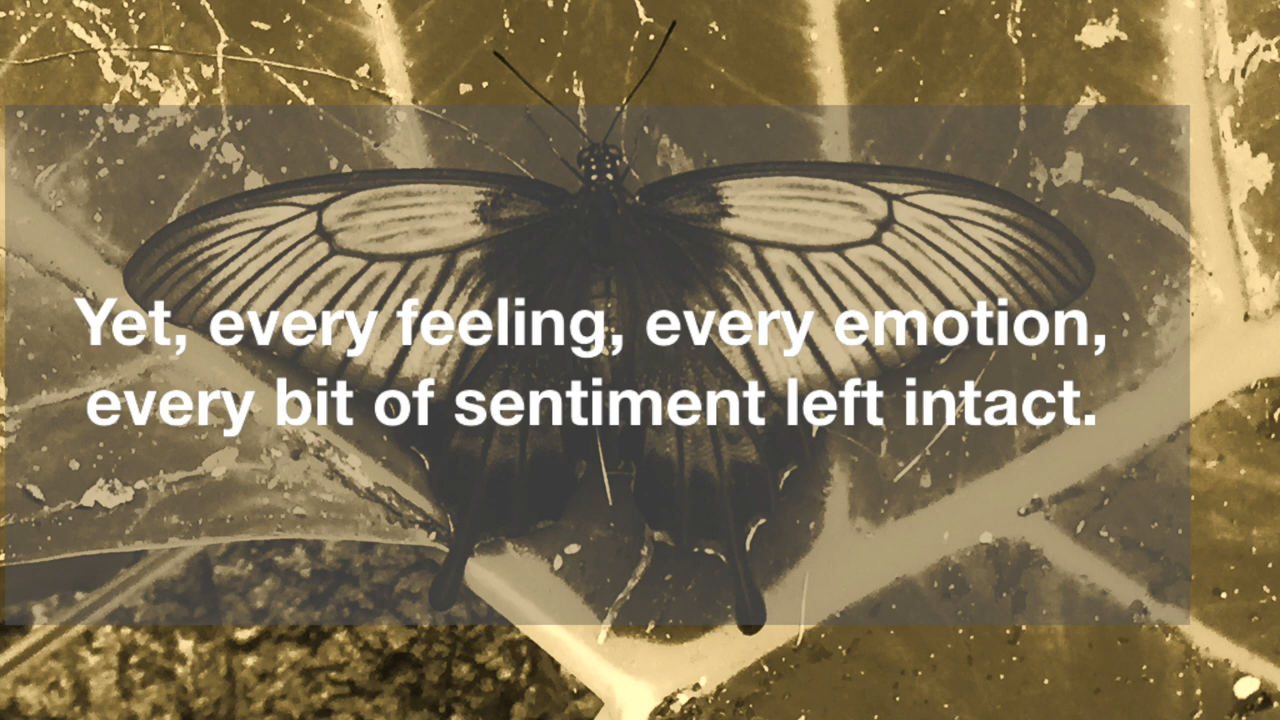 Yet, every feeling, every emotion,
every bit of sentiment left intact.